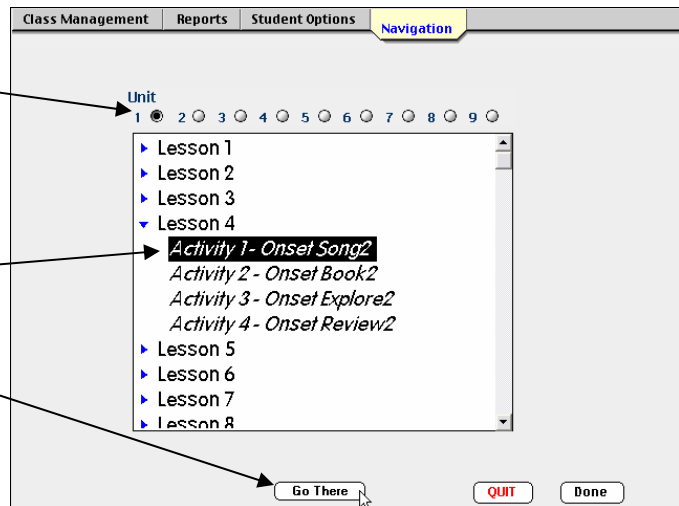 Class Management Reports Student Options Navigation
Unit
1 2 3 4 5 6 7 8 9
Lesson 1
Lesson 2
Lesson 3
Lesson 4
Activity 1- Onset Song2
Activity 2 - Onset Book2
Activity 3 - Onset Explore2
Activity 4 - Onset Review2
Lesson 5
Lesson 6
Lesson 7
Lesson 8
Go There QUIT Done